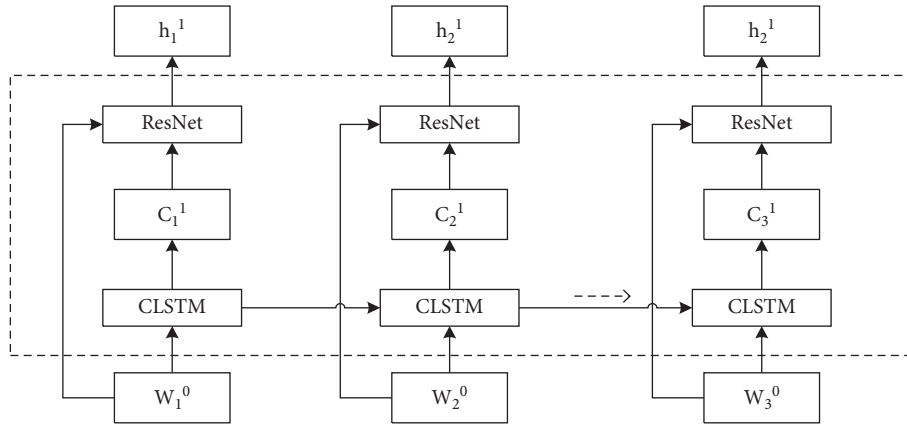 h₁¹ h₂¹ h₂¹
ResNet ResNet ResNet
C₁¹ C₂¹ C₃¹
CLSTM CLSTM CLSTM
W₁⁰ W₂⁰ W₃⁰